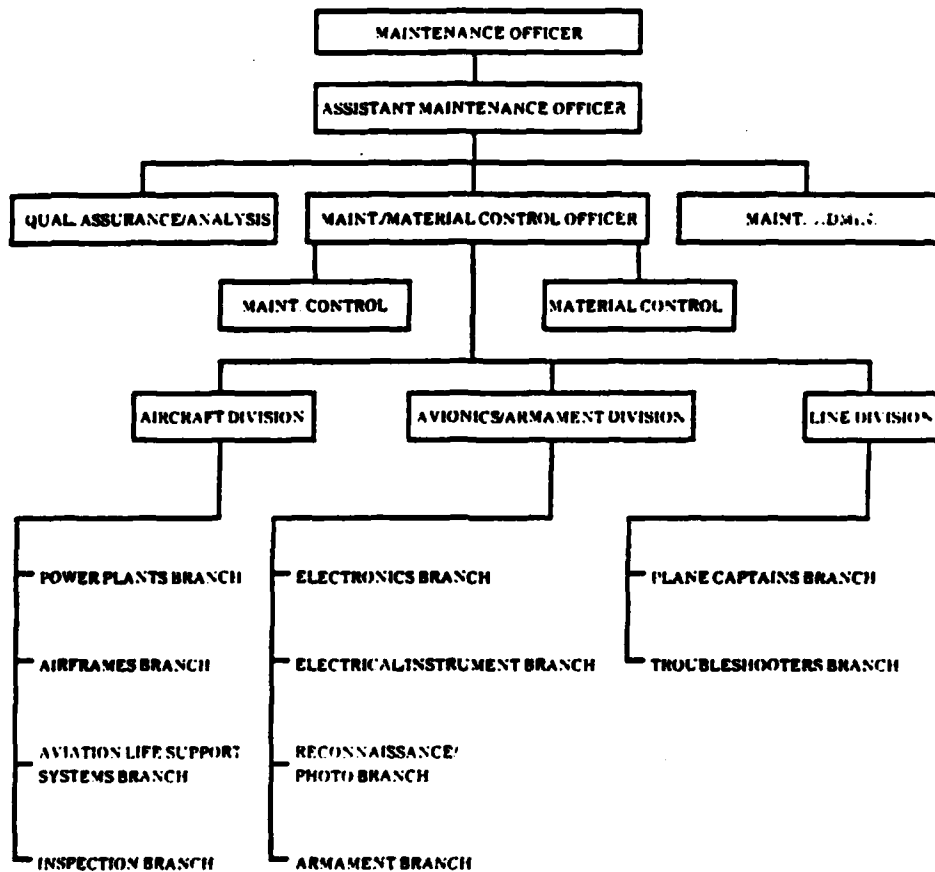 MAINTENANCE OFFICER
ASSISTANT MAINTENANCE OFFICER
QUAL. ASSURANCE/ANALYSIS
MAINT./MATERIAL CONTROL OFFICER
MAINT.
MAINT. CONTROL
MATERIAL CONTROL
AIRCRAFT DIVISION
AVIONICS/ARMAMENT DIVISION
LINE DIVISION
POWER PLANTS BRANCH
ELECTRONICS BRANCH
PLANE CAPTAINS BRANCH
AIRFRAMES BRANCH
ELECTRICAL/INSTRUMENT BRANCH
TROUBLESHOOTERS BRANCH
AVIATION LIFE SUPPORT
SYSTEMS BRANCH
RECONNAISSANCE/
PHOTO BRANCH
INSPECTION BRANCH
ARMAMENT BRANCH